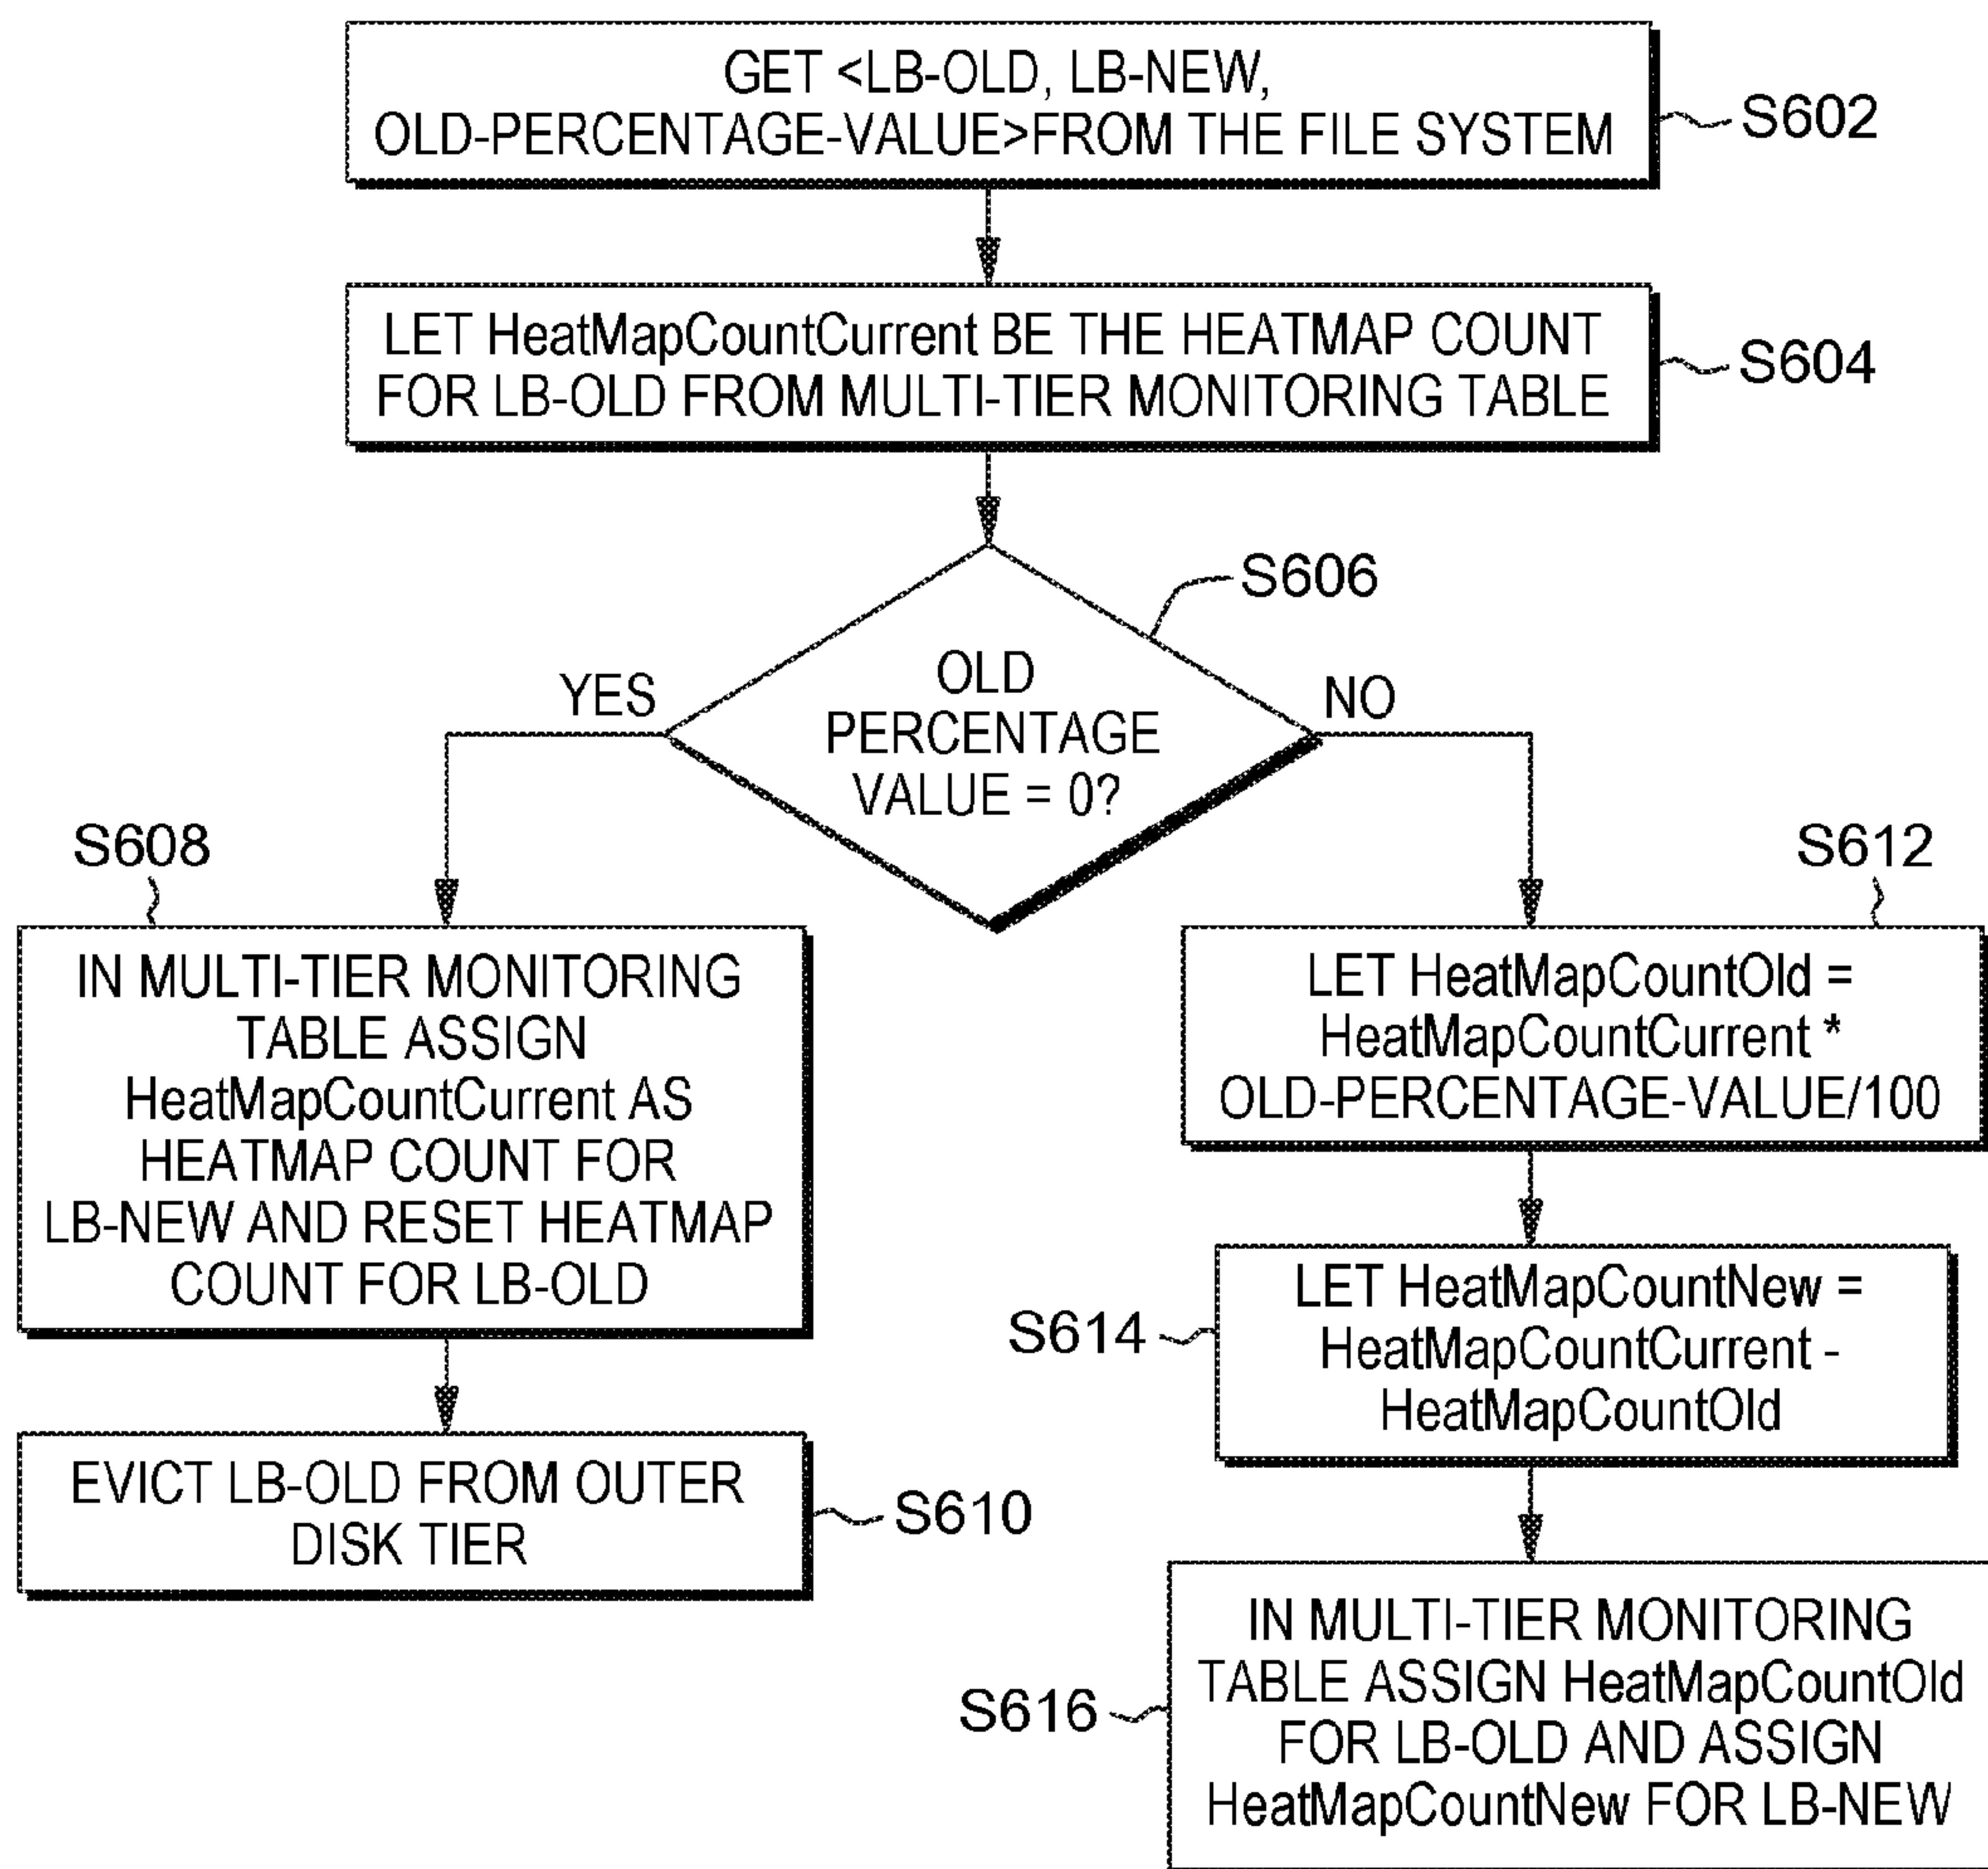 GET <LB-OLD, LB-NEW,
OLD-PERCENTAGE-VALUE>FROM THE FILE SYSTEM
S602
LET HeatMapCountCurrent BE THE HEATMAP COUNT
FOR LB-OLD FROM MULTI-TIER MONITORING TABLE
S604
S606
OLD
PERCENTAGE
VALUE = 0?
YES
NO
S608
IN MULTI-TIER MONITORING
TABLE ASSIGN
HeatMapCountCurrent AS
HEATMAP COUNT FOR
LB-NEW AND RESET HEATMAP
COUNT FOR LB-OLD
EVICT LB-OLD FROM OUTER
DISK TIER
S610
S612
LET HeatMapCountOld =
HeatMapCountCurrent *
OLD-PERCENTAGE-VALUE/100
LET HeatMapCountNew =
HeatMapCountCurrent -
HeatMapCountOld
S614
IN MULTI-TIER MONITORING
TABLE ASSIGN HeatMapCountOld
FOR LB-OLD AND ASSIGN
HeatMapCountNew FOR LB-NEW
S616